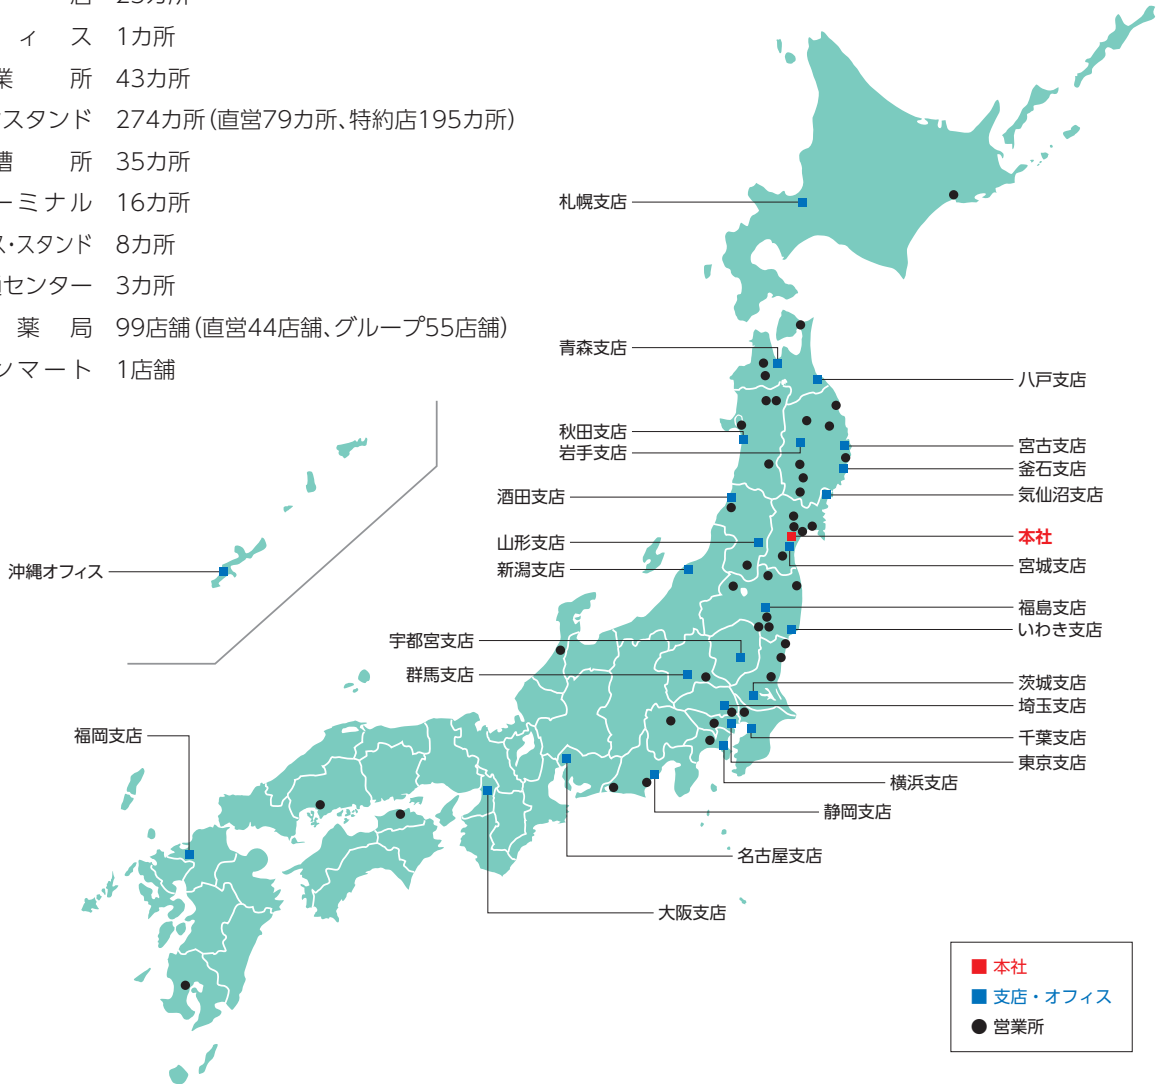 店 25カ所
ィ ス 1カ所
業 所 43カ所
スタンド 274カ所(直営79カ所、特約店195カ所)
所 35カ所
ーミナル 16カ所
ス・スタンド 8カ所
センター 3カ所
薬 局 99店舗(直営44店舗、グループ55店舗)
ンマート 1店舗
札幌支店
青森支店
八戸支店
秋田支店
岩手支店
宮古支店
釜石支店
気仙沼支店
酒田支店
本社
山形支店
宮城支店
新潟支店
沖縄オフィス
福島支店
いわき支店
宇都宮支店
群馬支店
茨城支店
埼玉支店
福岡支店
千葉支店
東京支店
横浜支店
静岡支店
名古屋支店
大阪支店
本社
支店・オフィス
営業所